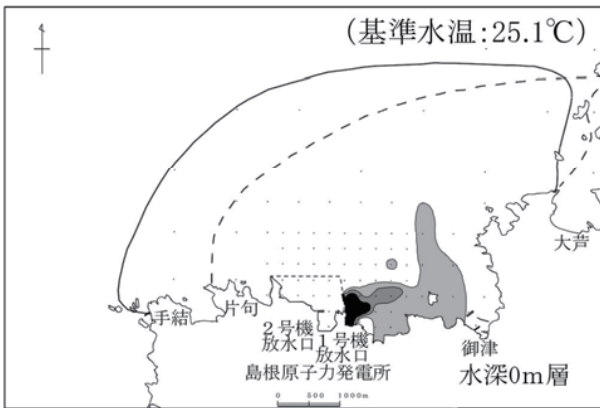 (基準水温:25.1℃)
大芦
手結
片句
2号機
放水口
1号機
放水口
島根原子力発電所
御津
水深0m層
0 500 1000m